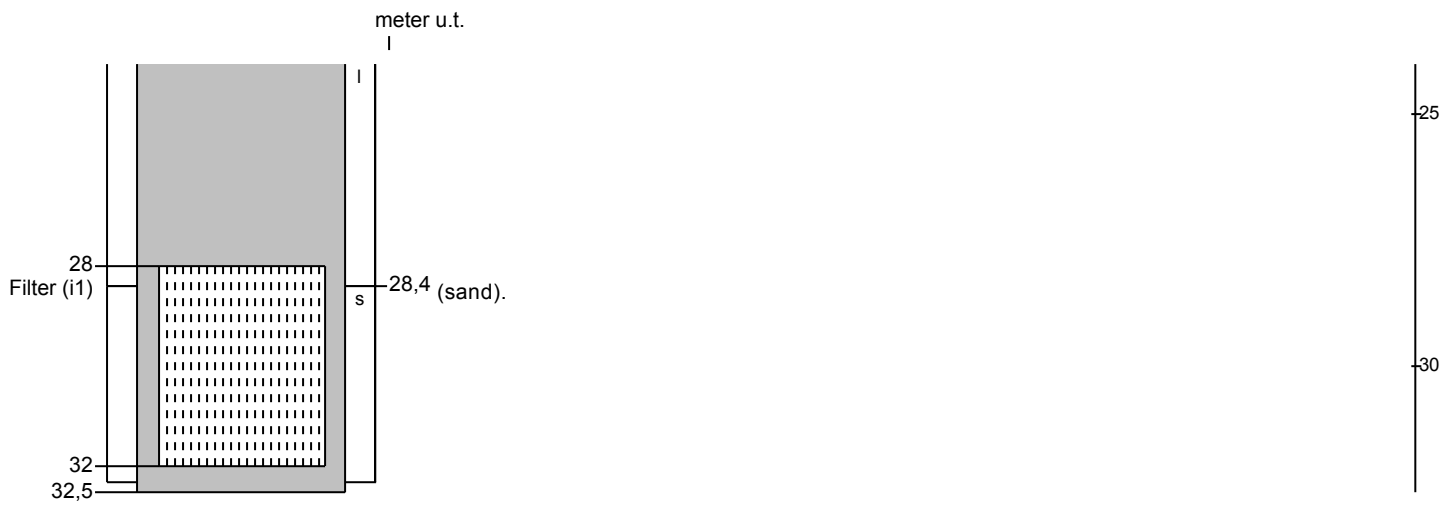 meter u.t.
l
25
28
Filter (i1)
s
28,4 (sand).
30
32
32,5